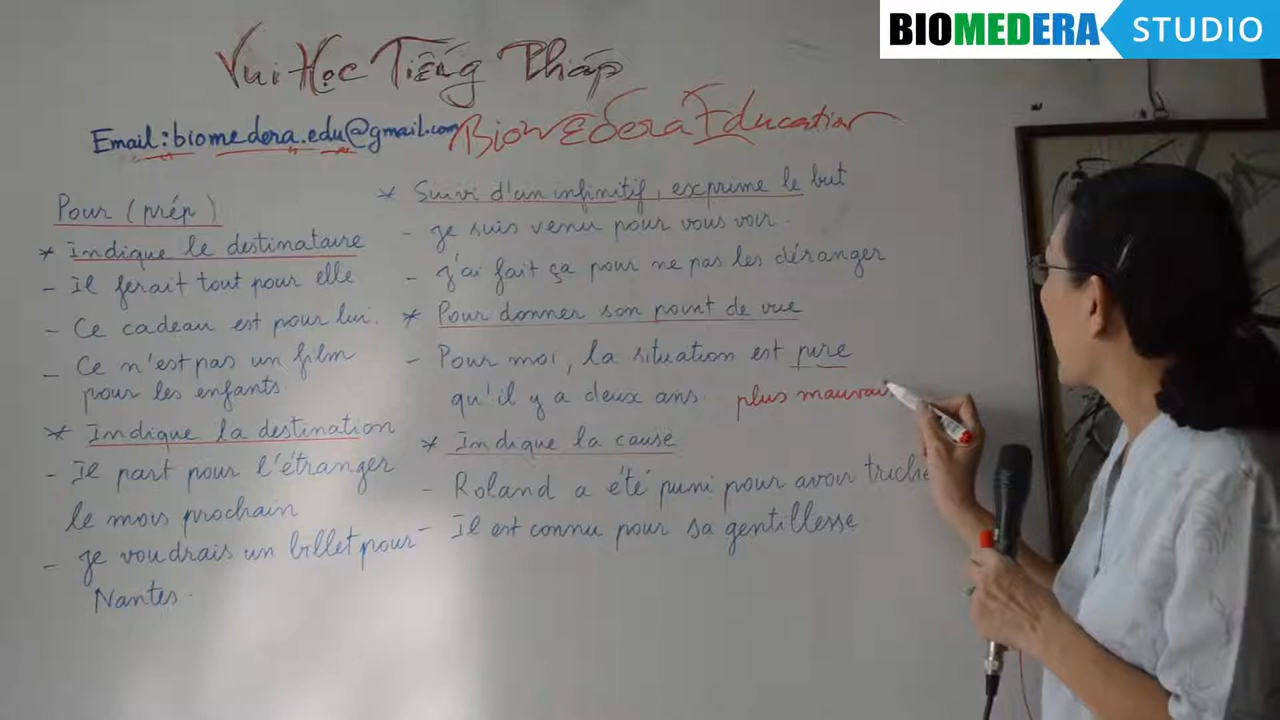 BIOMEDERA STUDIO
Vui Học Tiếng Pháp
Email: biomedera.edu@gmail.com
BiomEdera Education
Pour (prép)
* Indique le destinataire
- Il ferait tout pour elle
- Ce cadeau est pour lui.
- Ce n'est pas un film
pour les enfants.
* Indique la destination
- Il part pour l'étranger
le mois prochain
- Je voudrais un billet pour
Nantes.
* Suivi d'un infinitif, exprime le but
- Je suis venu pour vous voir.
- J'ai fait ça pour ne pas les déranger
* Pour donner son point de vue
- Pour moi, la situation est pire
qu'il y a deux ans. plus mauvais
* Indique la cause
- Roland a été puni pour avoir triché
- Il est connu pour sa gentillesse